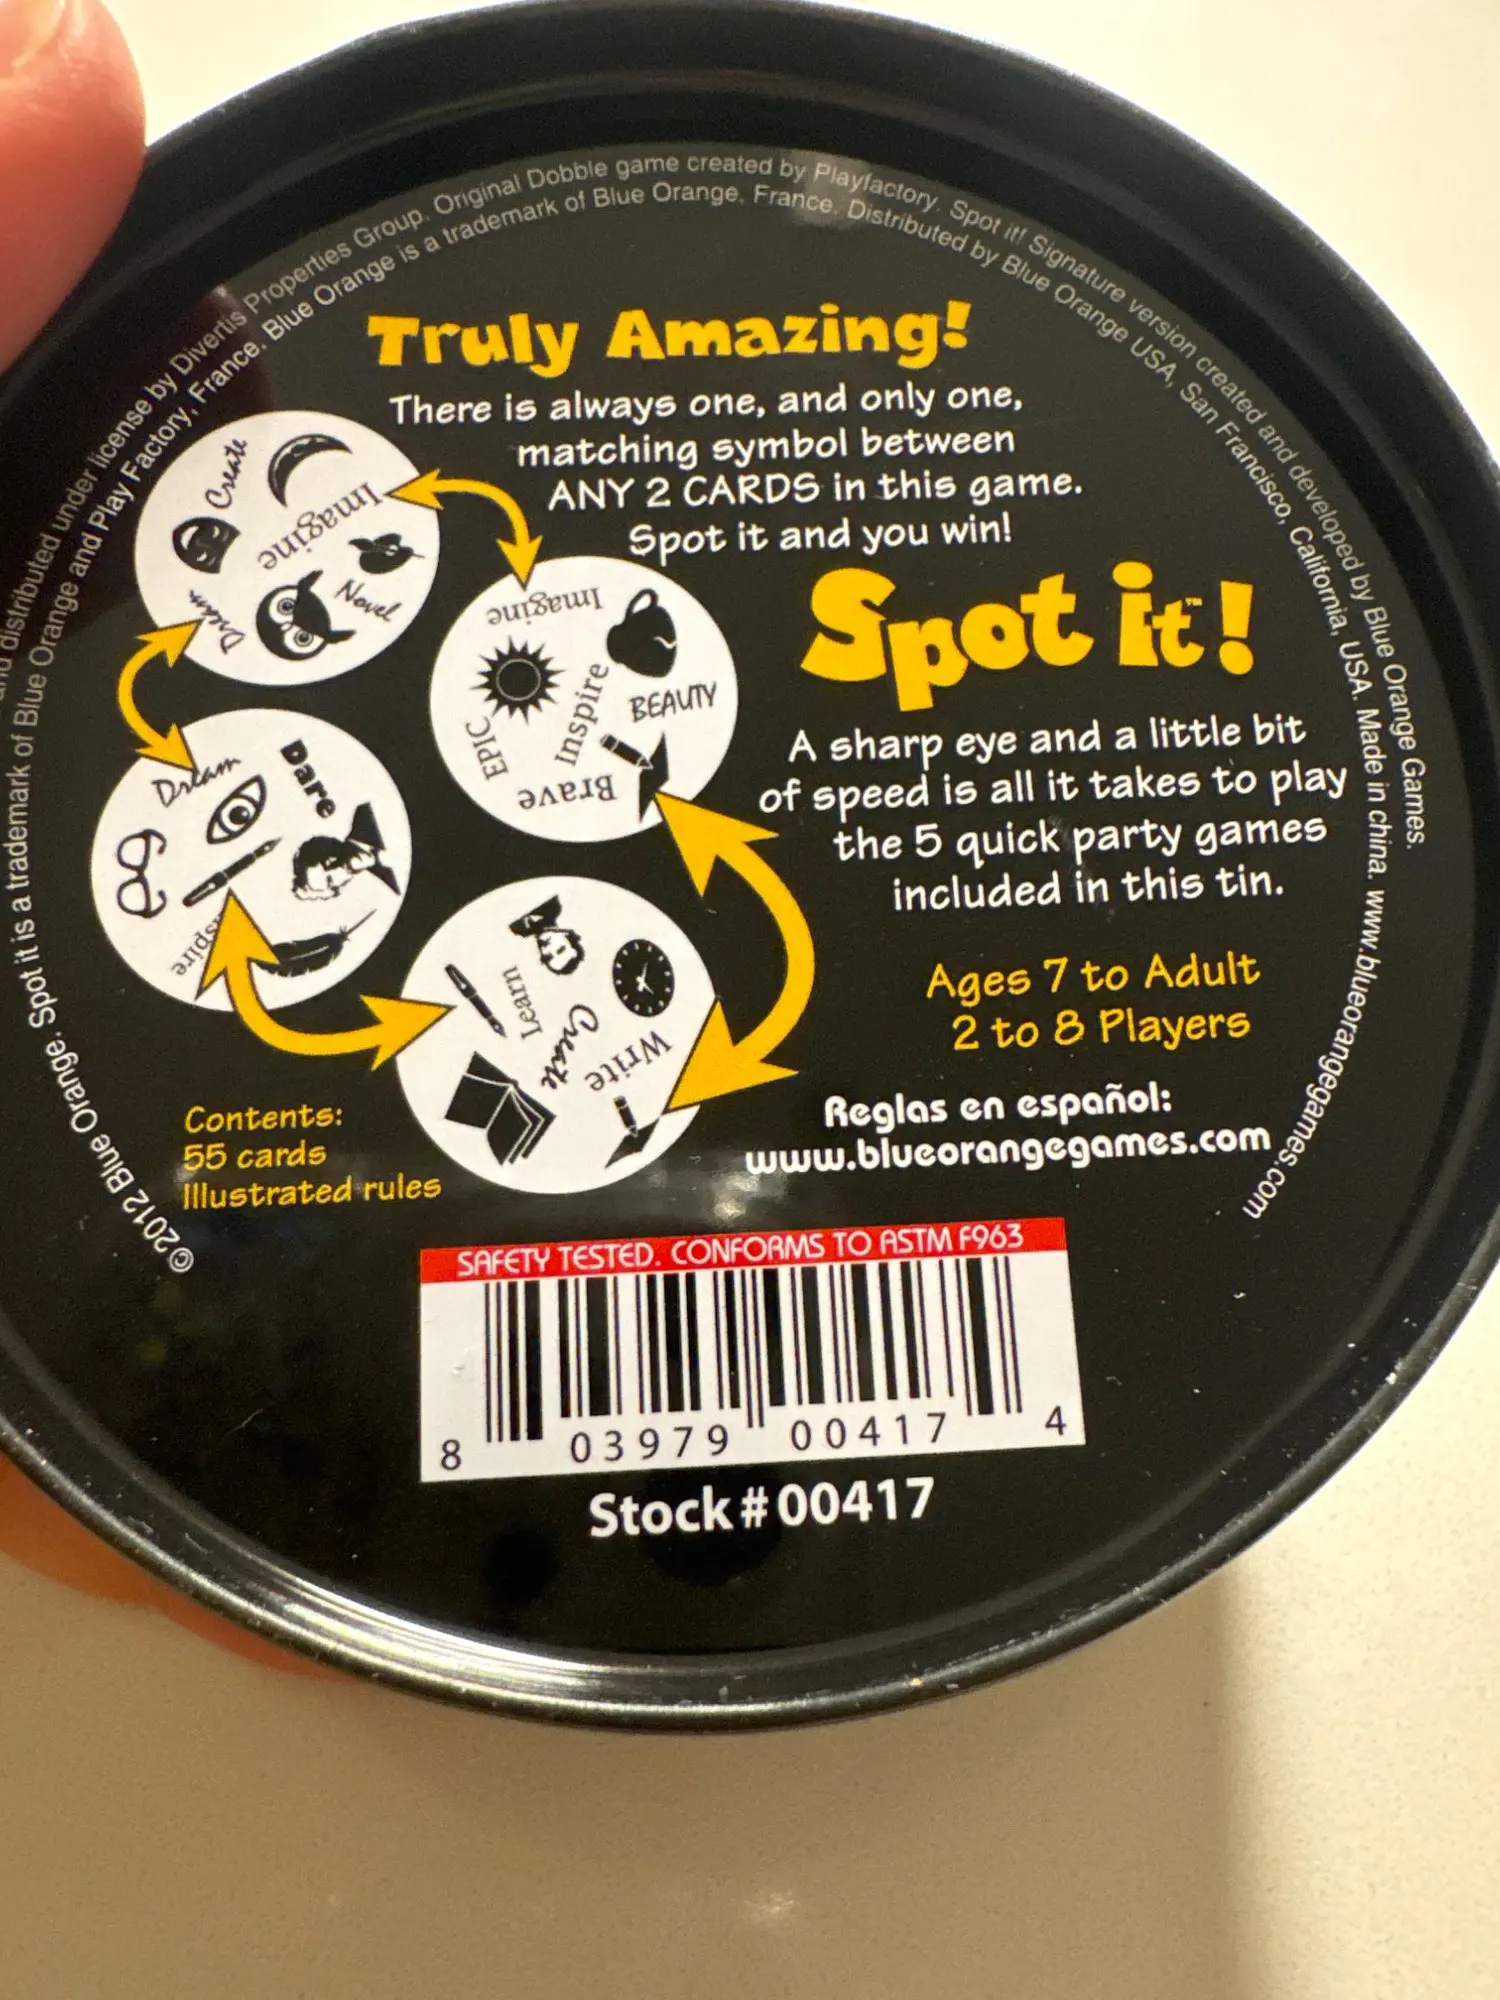 ©2012 Blue Orange. Spot it is a trademark of Blue Orange and Play Factory, France. Blue Orange is a trademark of Blue Orange, France. Distributed by Blue Orange USA, San Francisco, California, USA. Made in china. www.blueorangegames.com
distributed under license by Divertis Properties Group. Original Dobble game created by Playfactory. Spot it! Signature version created and developed by Blue Orange Games.
Truly Amazing!
There is always one, and only one,
matching symbol between
ANY 2 CARDS in this game.
Spot it and you win!
Create
Imagine
Novel
Dream
Imagine
BEAUTY
Inspire
EPIC
Brave
Dream
Dare
Learn
Create
Write
Spot it!™
A sharp eye and a little bit
of speed is all it takes to play
the 5 quick party games
included in this tin.
Ages 7 to Adult
2 to 8 Players
Reglas en español:
www.blueorangegames.com
Contents:
55 cards
Illustrated rules
SAFETY TESTED. CONFORMS TO ASTM F963
8 03979 00417 4
Stock#00417